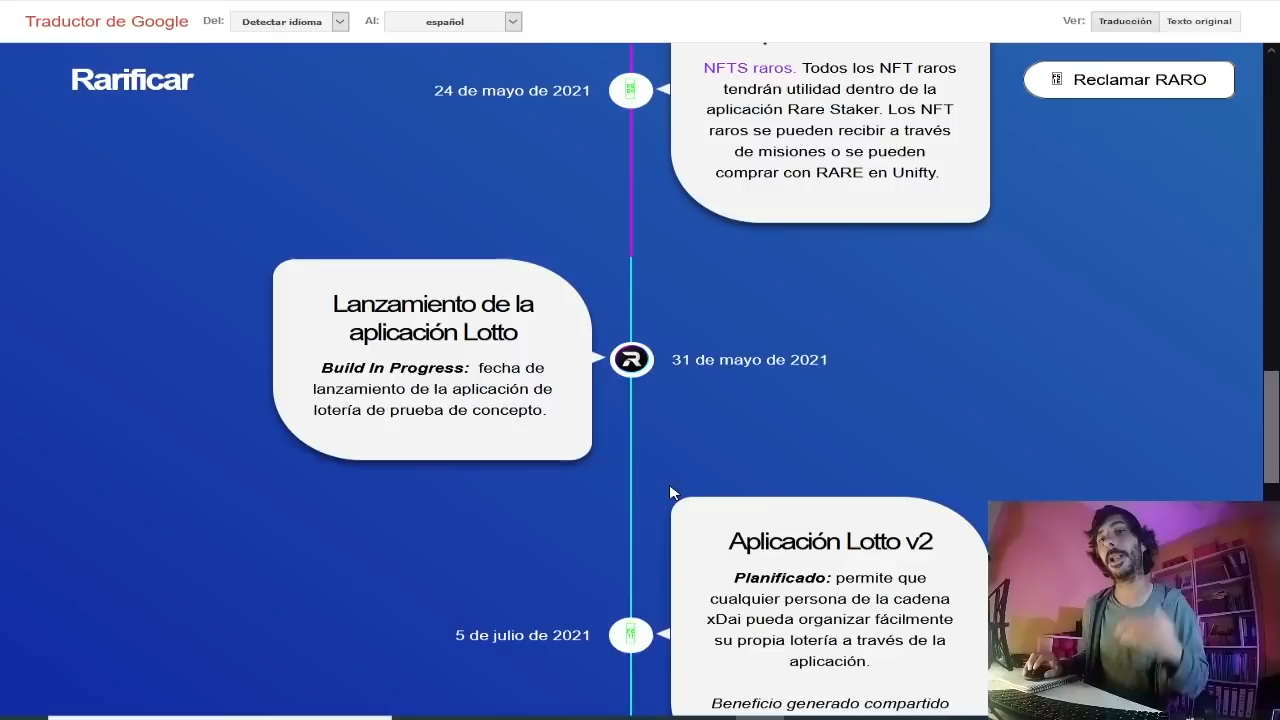 Traductor de Google
Del:
Detectar idioma
Al:
español
Ver:
Traducción
Texto original
Rarificar
Reclamar RARO
24 de mayo de 2021
NFTS raros. Todos los NFT raros
tendrán utilidad dentro de la
aplicación Rare Staker. Los NFT
raros se pueden recibir a través
de misiones o se pueden
comprar con RARE en Unifty.
Lanzamiento de la
aplicación Lotto
Build In Progress: fecha de
lanzamiento de la aplicación de
lotería de prueba de concepto.
31 de mayo de 2021
5 de julio de 2021
Aplicación Lotto v2
Planificado: permite que
cualquier persona de la cadena
xDai pueda organizar fácilmente
su propia lotería a través de la
aplicación.
Beneficio generado compartido